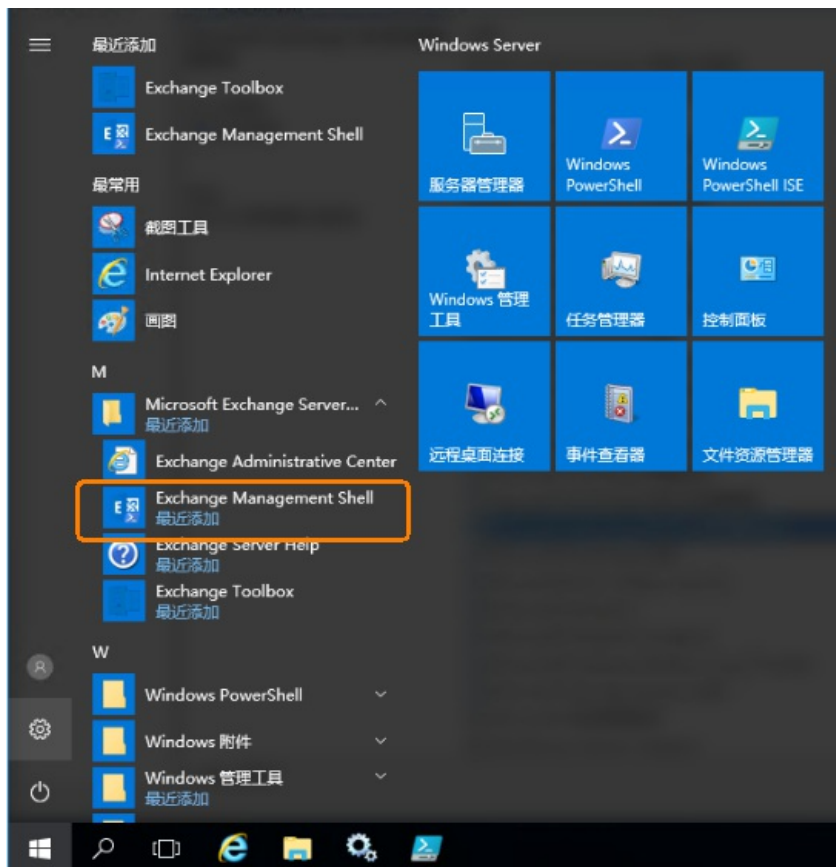 最近添加
Exchange Toolbox
Exchange Management Shell
最常用
截图工具
Internet Explorer
画图
M
Microsoft Exchange Server...
最近添加
Exchange Administrative Center
Exchange Management Shell
最近添加
Exchange Server Help
最近添加
Exchange Toolbox
最近添加
W
Windows PowerShell
Windows 附件
Windows 管理工具
最近添加
Windows Server
服务器管理器
Windows
PowerShell
Windows
PowerShell ISE
Windows 管理
工具
任务管理器
控制面板
远程桌面连接
事件查看器
文件资源管理器